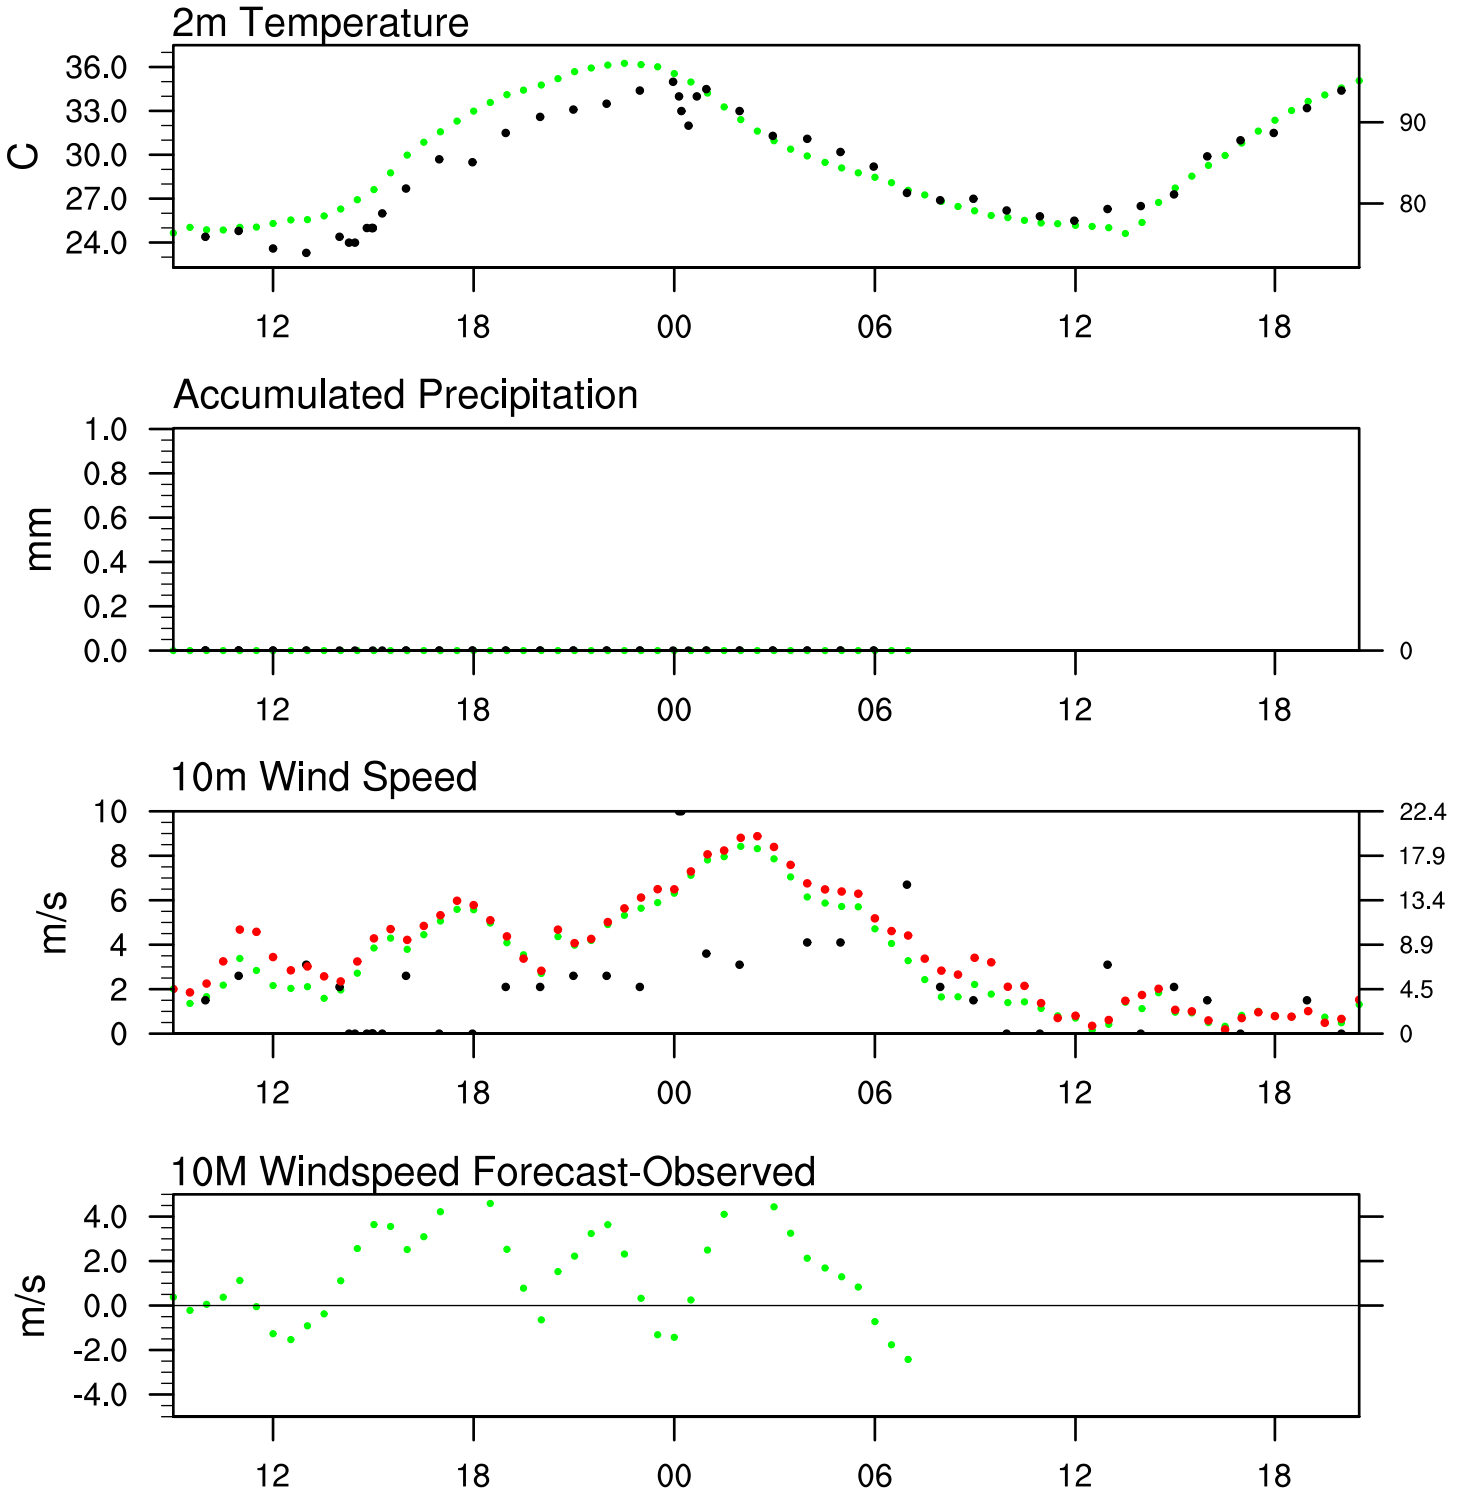 2m Temperature
36.0
33.0
90
30.0
C
27.0
80
24.0
12 18 00 06 12 18
Accumulated Precipitation
1.0
0.8
0.6
mm
0.4
0.2
0.0 0
12 18 00 06 12 18
10m Wind Speed
10 22.4
8 17.9
6 13.4
m/s
4 8.9
2 4.5
0 0
12 18 00 06 12 18
10M Windspeed Forecast-Observed
4.0
2.0
0.0
m/s
-2.0
-4.0
12 18 00 06 12 18